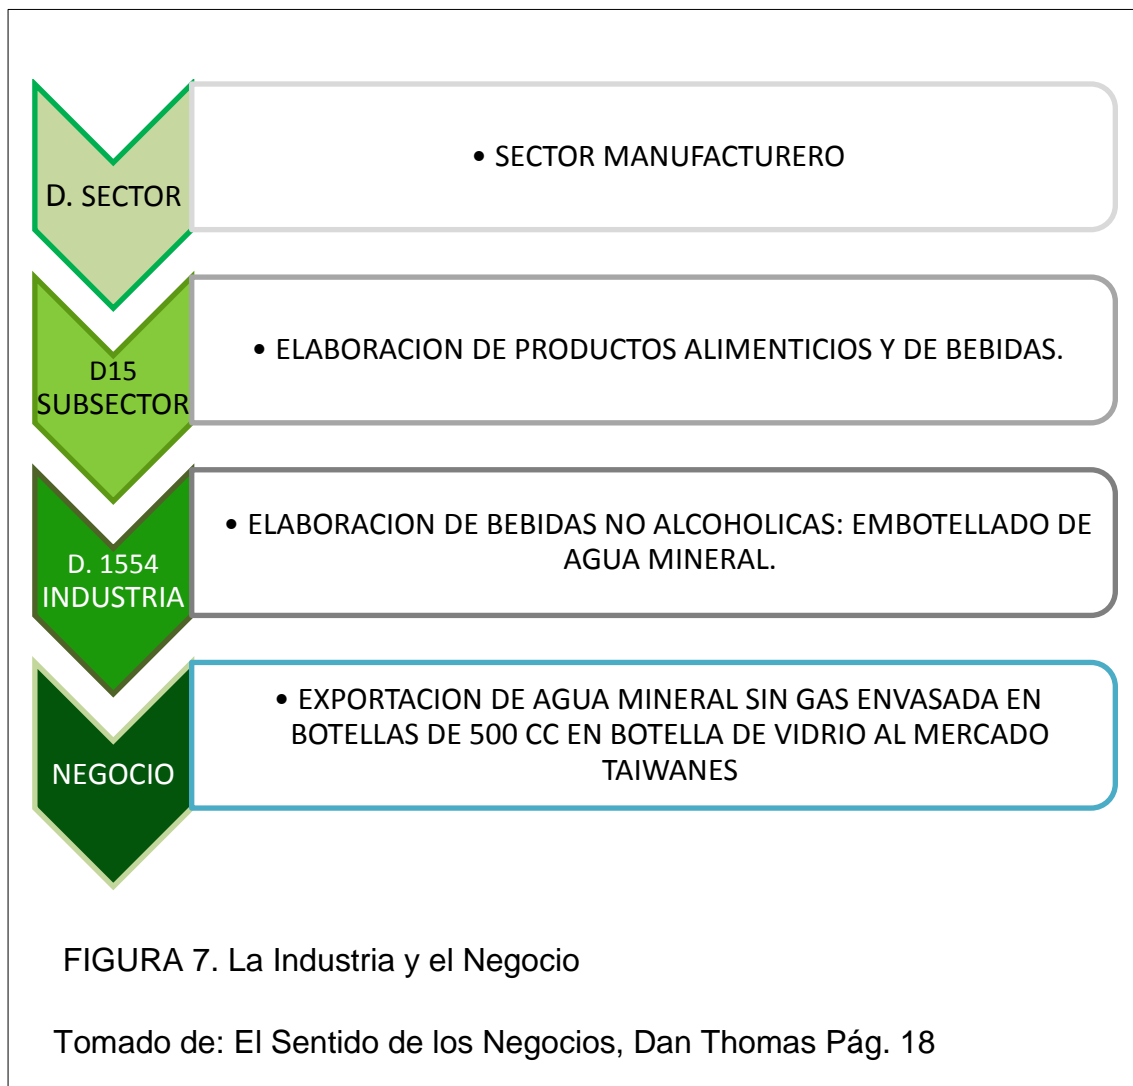 D. SECTOR
• SECTOR MANUFACTURERO
D15
SUBSECTOR
• ELABORACION DE PRODUCTOS ALIMENTICIOS Y DE BEBIDAS.
D. 1554
INDUSTRIA
• ELABORACION DE BEBIDAS NO ALCOHOLICAS: EMBOTELLADO DE
AGUA MINERAL.
NEGOCIO
• EXPORTACION DE AGUA MINERAL SIN GAS ENVASADA EN
BOTELLAS DE 500 CC EN BOTELLA DE VIDRIO AL MERCADO
TAIWANES
FIGURA 7. La Industria y el Negocio
Tomado de: El Sentido de los Negocios, Dan Thomas Pág. 18